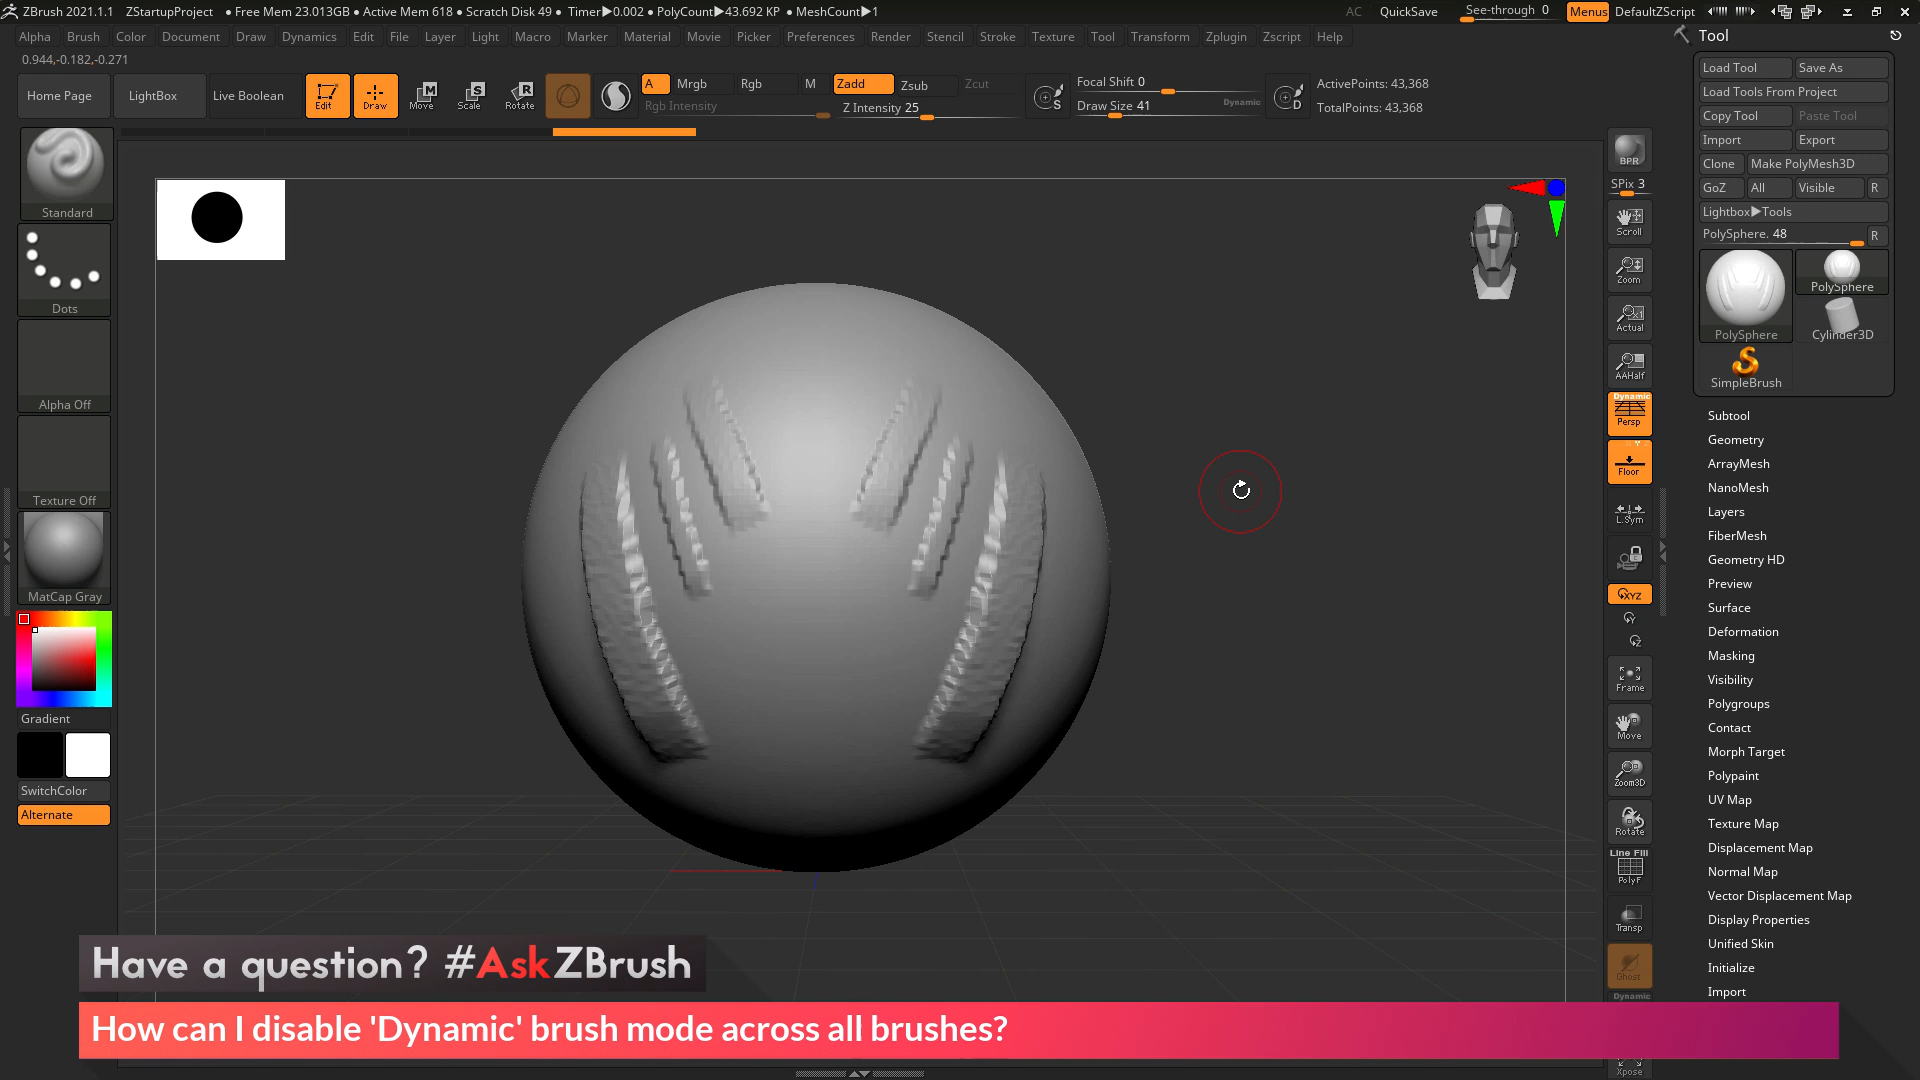 ZBrush 2021.1.1 ZStartupProject • Free Mem 23.013GB • Active Mem 618 • Scratch Disk 49 • Timer▶0.002 • PolyCount▶43.692 KP • MeshCount▶1 AC QuickSave See-through 0 Menus DefaultZScript
Alpha Brush Color Document Draw Dynamics Edit File Layer Light Macro Marker Material Movie Picker Preferences Render Stencil Stroke Texture Tool Transform Zplugin Zscript Help
Tool
0.944,-0.182,-0.271
Home Page LightBox Live Boolean Edit Draw Move Scale Rotate
M S R
A Mrgb Rgb M Zadd Zsub Zcut
Rgb Intensity Z Intensity 25
S Focal Shift 0
Draw Size 41 Dynamic
D ActivePoints: 43,368
TotalPoints: 43,368
Standard
Dots
Alpha Off
Texture Off
MatCap Gray
Gradient
SwitchColor
Alternate
BPR
SPix 3
Scroll
Zoom
Actual
AAHalf
Dynamic
Persp
Floor
L.Sym
XYZ
Y
Z
Frame
Move
Zoom3D
Rotate
Line Fill
PolyF
Transp
Ghost
Dynamic
Xpose
Load Tool Save As
Load Tools From Project
Copy Tool Paste Tool
Import Export
Clone Make PolyMesh3D
GoZ All Visible R
Lightbox▶Tools
PolySphere. 48 R
PolySphere PolySphere
Cylinder3D
SimpleBrush
Subtool
Geometry
ArrayMesh
NanoMesh
Layers
FiberMesh
Geometry HD
Preview
Surface
Deformation
Masking
Visibility
Polygroups
Contact
Morph Target
Polypaint
UV Map
Texture Map
Displacement Map
Normal Map
Vector Displacement Map
Display Properties
Unified Skin
Initialize
Import
Have a question? #AskZBrush
How can I disable 'Dynamic' brush mode across all brushes?